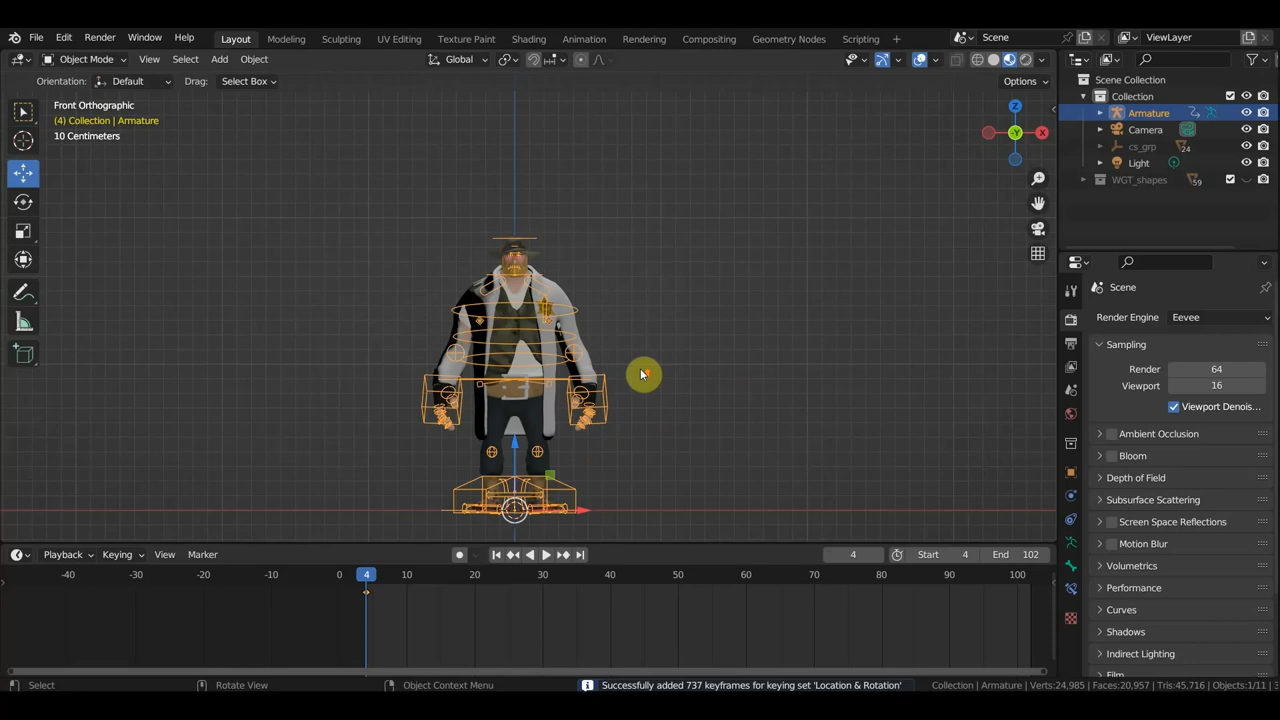 File Edit Render Window Help Layout Modeling Sculpting UV Editing Texture Paint Shading Animation Rendering Compositing Geometry Nodes Scripting + Scene ViewLayer
Object Mode View Select Add Object Global
Orientation: Default Drag: Select Box Options
Front Orthographic
(4) Collection | Armature
10 Centimeters
Z
-Y
X
Scene Collection
Collection
Armature
Camera
cs_grp 24
Light
WGT_shapes 59
Scene
Render Engine Eevee
Sampling
Render 64
Viewport 16
Viewport Denois...
Ambient Occlusion
Bloom
Depth of Field
Subsurface Scattering
Screen Space Reflections
Motion Blur
Volumetrics
Performance
Curves
Shadows
Indirect Lighting
Film
Playback Keying View Marker 4 Start 4 End 102
-40 -30 -20 -10 0 4 10 20 30 40 50 60 70 80 90 100
Select Rotate View Object Context Menu Successfully added 737 keyframes for keying set 'Location & Rotation' Collection | Armature | Verts:24,985 | Faces:20,957 | Tris:45,716 | Objects:1/11 |